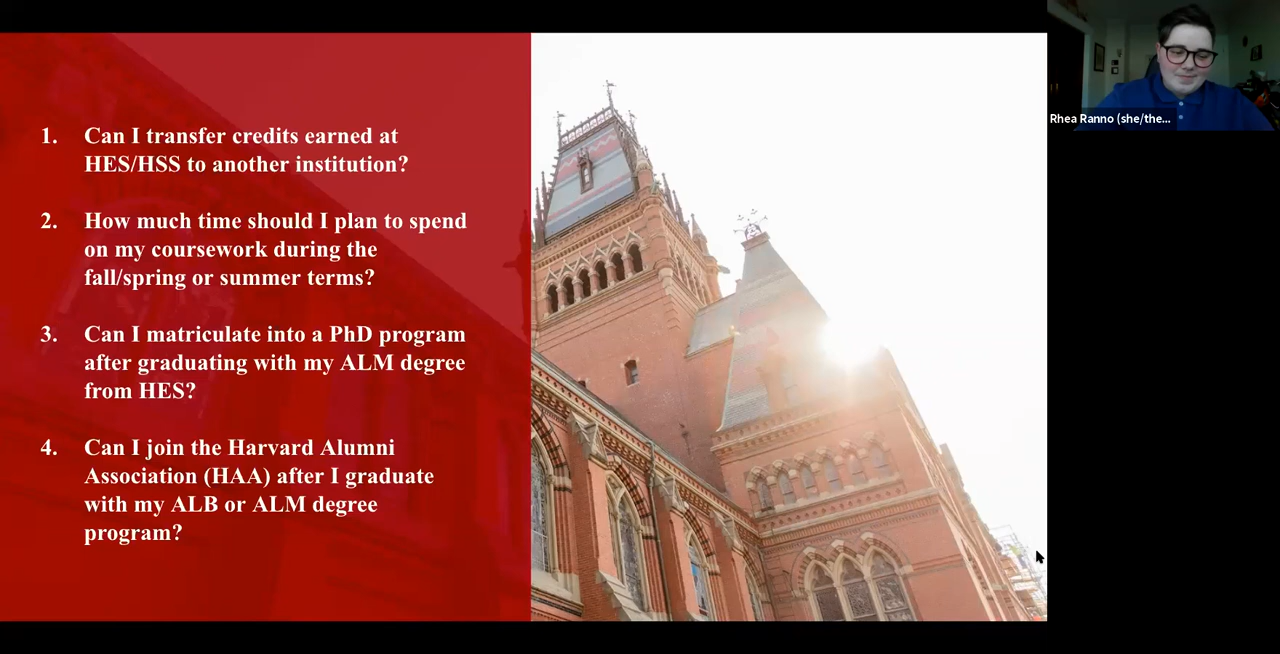 1. Can I transfer credits earned at
HES/HSS to another institution?
2. How much time should I plan to spend
on my coursework during the
fall/spring or summer terms?
3. Can I matriculate into a PhD program
after graduating with my ALM degree
from HES?
4. Can I join the Harvard Alumni
Association (HAA) after I graduate
with my ALB or ALM degree
program?
Rhea Ranno (she/the...